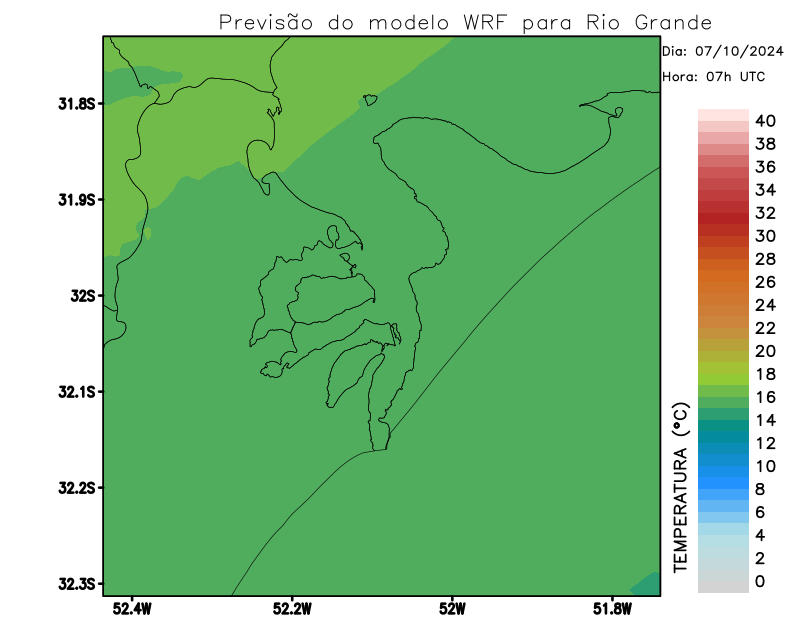 Previsão do modelo WRF para Rio Grande
Dia: 07/10/2024
Hora: 07h UTC
31.8S
31.9S
32S
32.1S
32.2S
32.3S
52.4W
52.2W
52W
51.8W
TEMPERATURA (°C)
40
38
36
34
32
30
28
26
24
22
20
18
16
14
12
10
8
6
4
2
0